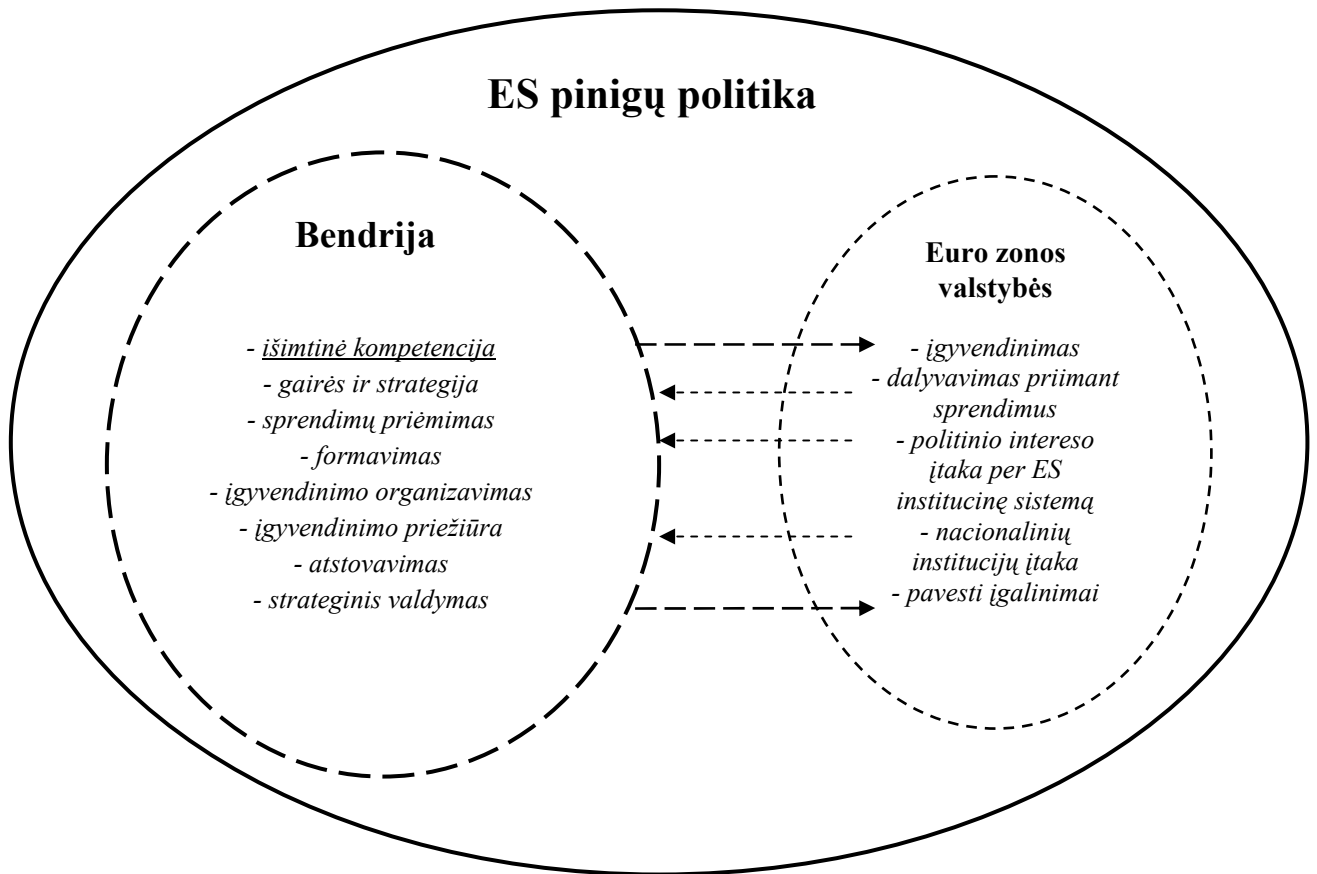 ES pinigų politika
Bendrija
- išimtinė kompetencija
- gairės ir strategija
- sprendimų priėmimas
- formavimas
- įgyvendinimo organizavimas
- įgyvendinimo priežiūra
- atstovavimas
- strateginis valdymas
Euro zonos
valstybės
- įgyvendinimas
- dalyvavimas priimant
sprendimus
- politinio intereso
įtaka per ES
institucinę sistemą
- nacionalinių
institucijų įtaka
- pavesti įgalinimai